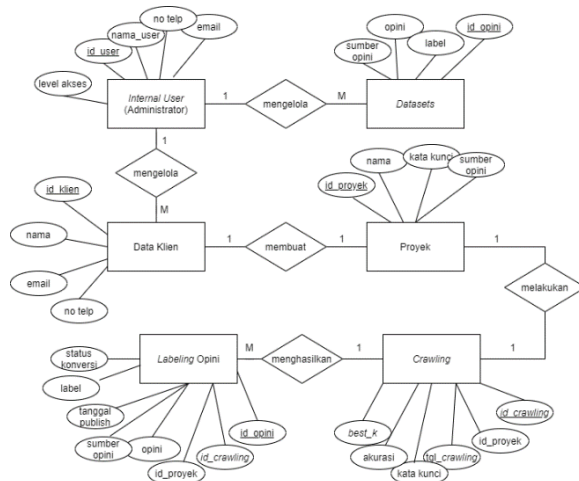 no telp
nama_user
email
id_user
level akses
Internal User
(Administrator)
1
mengelola
M
Datasets
opini
id_opini
sumber
opini
label
1
mengelola
M
id_klien
nama
email
no telp
Data Klien
1
membuat
1
Proyek
nama
kata kunci
sumber
opini
id_proyek
1
melakukan
1
Labeling Opini
M
menghasilkan
1
Crawling
status
konversi
label
tanggal
publish
sumber
opini
opini
id_proyek
id_crawling
id_opini
best_k
akurasi
kata kunci
tgl_crawling
id_proyek
id_crawling